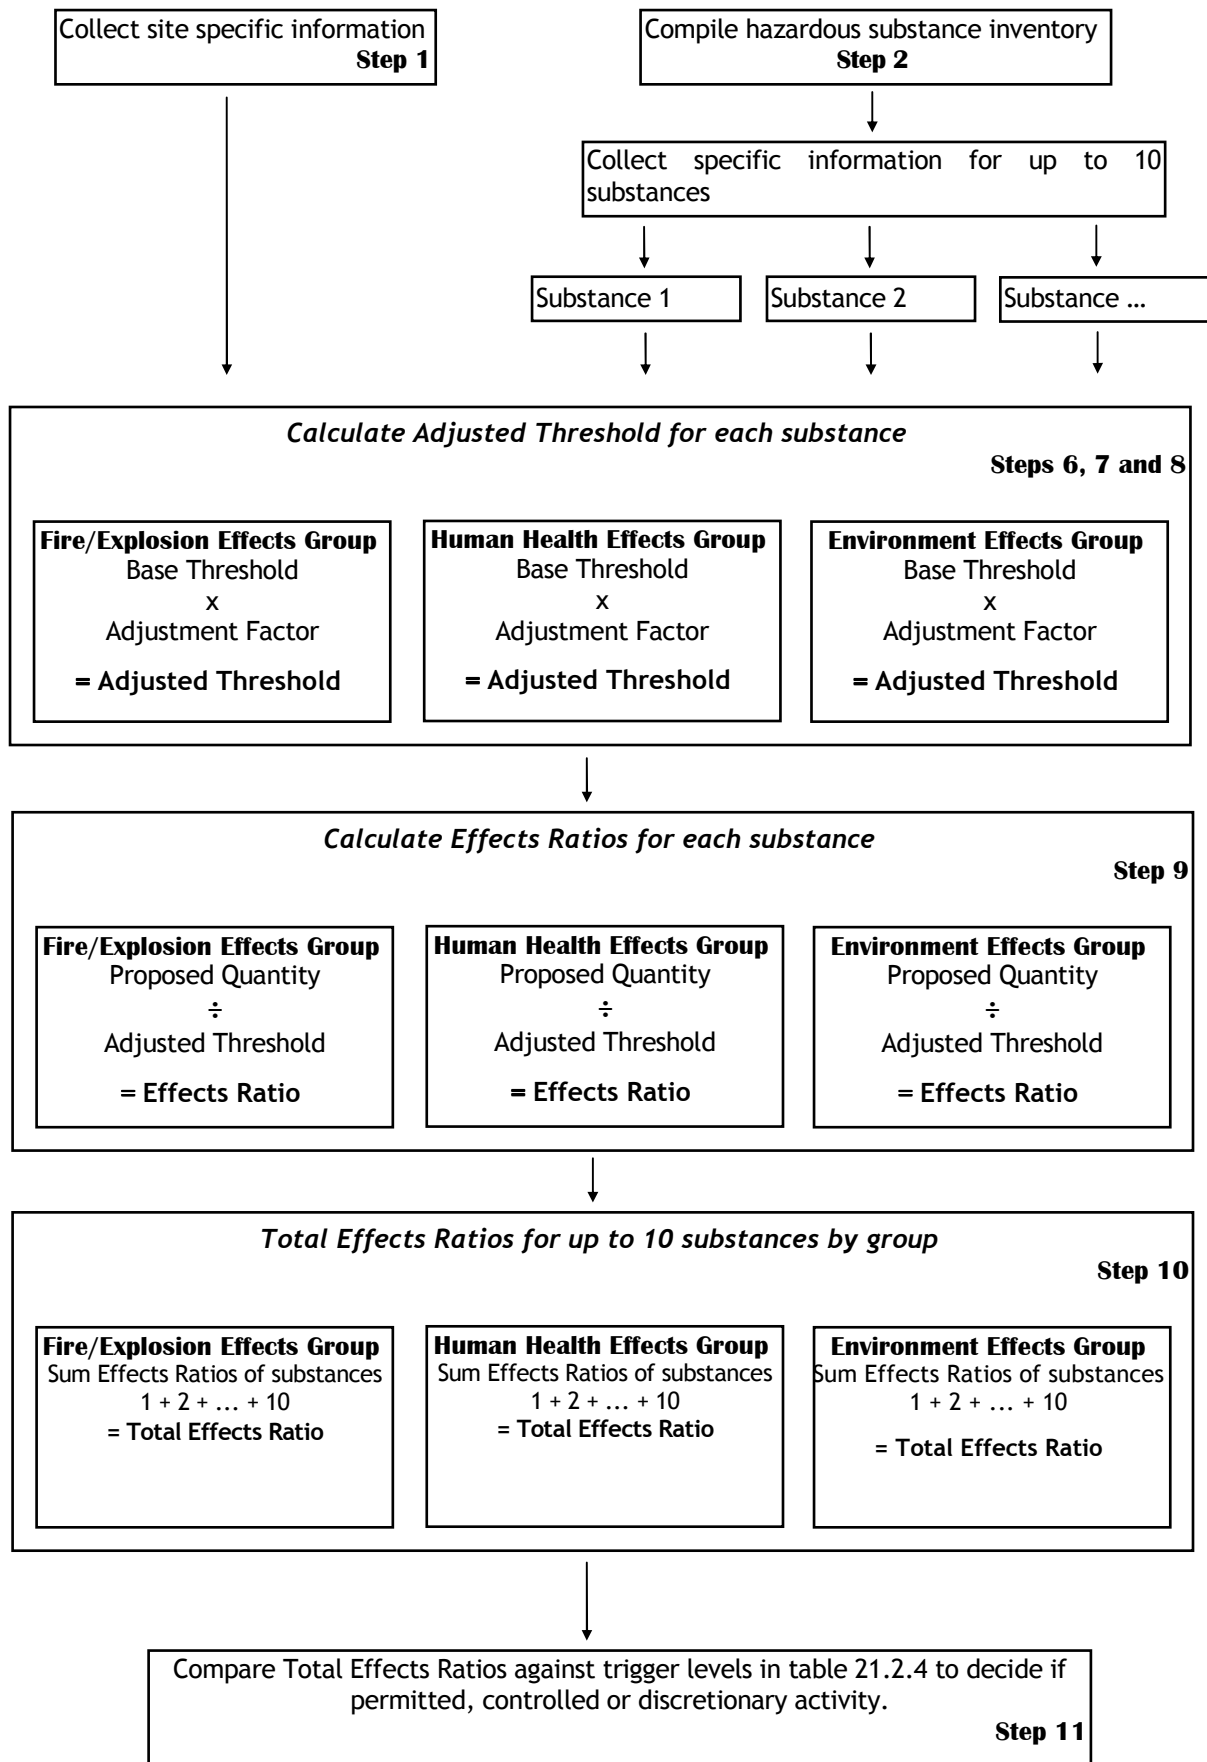 Collect site specific information
Step 1
Compile hazardous substance inventory
Step 2
Collect specific information for up to 10
substances
Substance 1
Substance 2
Substance ...
Calculate Adjusted Threshold for each substance
Steps 6, 7 and 8
Fire/Explosion Effects Group
Base Threshold
x
Adjustment Factor
= Adjusted Threshold
Human Health Effects Group
Base Threshold
x
Adjustment Factor
= Adjusted Threshold
Environment Effects Group
Base Threshold
x
Adjustment Factor
= Adjusted Threshold
Calculate Effects Ratios for each substance
Step 9
Fire/Explosion Effects Group
Proposed Quantity
÷
Adjusted Threshold
= Effects Ratio
Human Health Effects Group
Proposed Quantity
÷
Adjusted Threshold
= Effects Ratio
Environment Effects Group
Proposed Quantity
÷
Adjusted Threshold
= Effects Ratio
Total Effects Ratios for up to 10 substances by group
Step 10
Fire/Explosion Effects Group
Sum Effects Ratios of substances
1 + 2 + ... + 10
= Total Effects Ratio
Human Health Effects Group
Sum Effects Ratios of substances
1 + 2 + ... + 10
= Total Effects Ratio
Environment Effects Group
Sum Effects Ratios of substances
1 + 2 + ... + 10
= Total Effects Ratio
Compare Total Effects Ratios against trigger levels in table 21.2.4 to decide if
permitted, controlled or discretionary activity.
Step 11